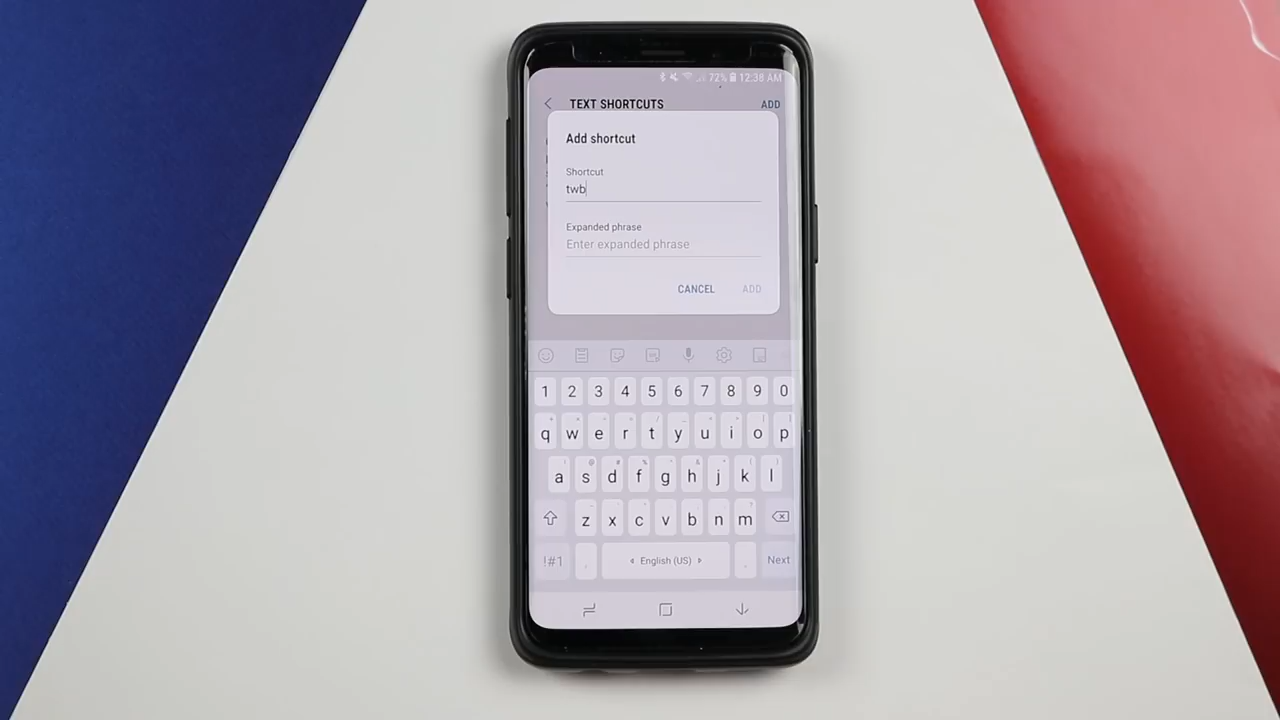 72% 12:38 AM
TEXT SHORTCUTS ADD
Add shortcut
Shortcut
twb
Expanded phrase
Enter expanded phrase
CANCEL ADD
1 2 3 4 5 6 7 8 9 0
q w e r t y u i o p
a s d f g h j k l
z x c v b n m
!#1 , English (US) . Next